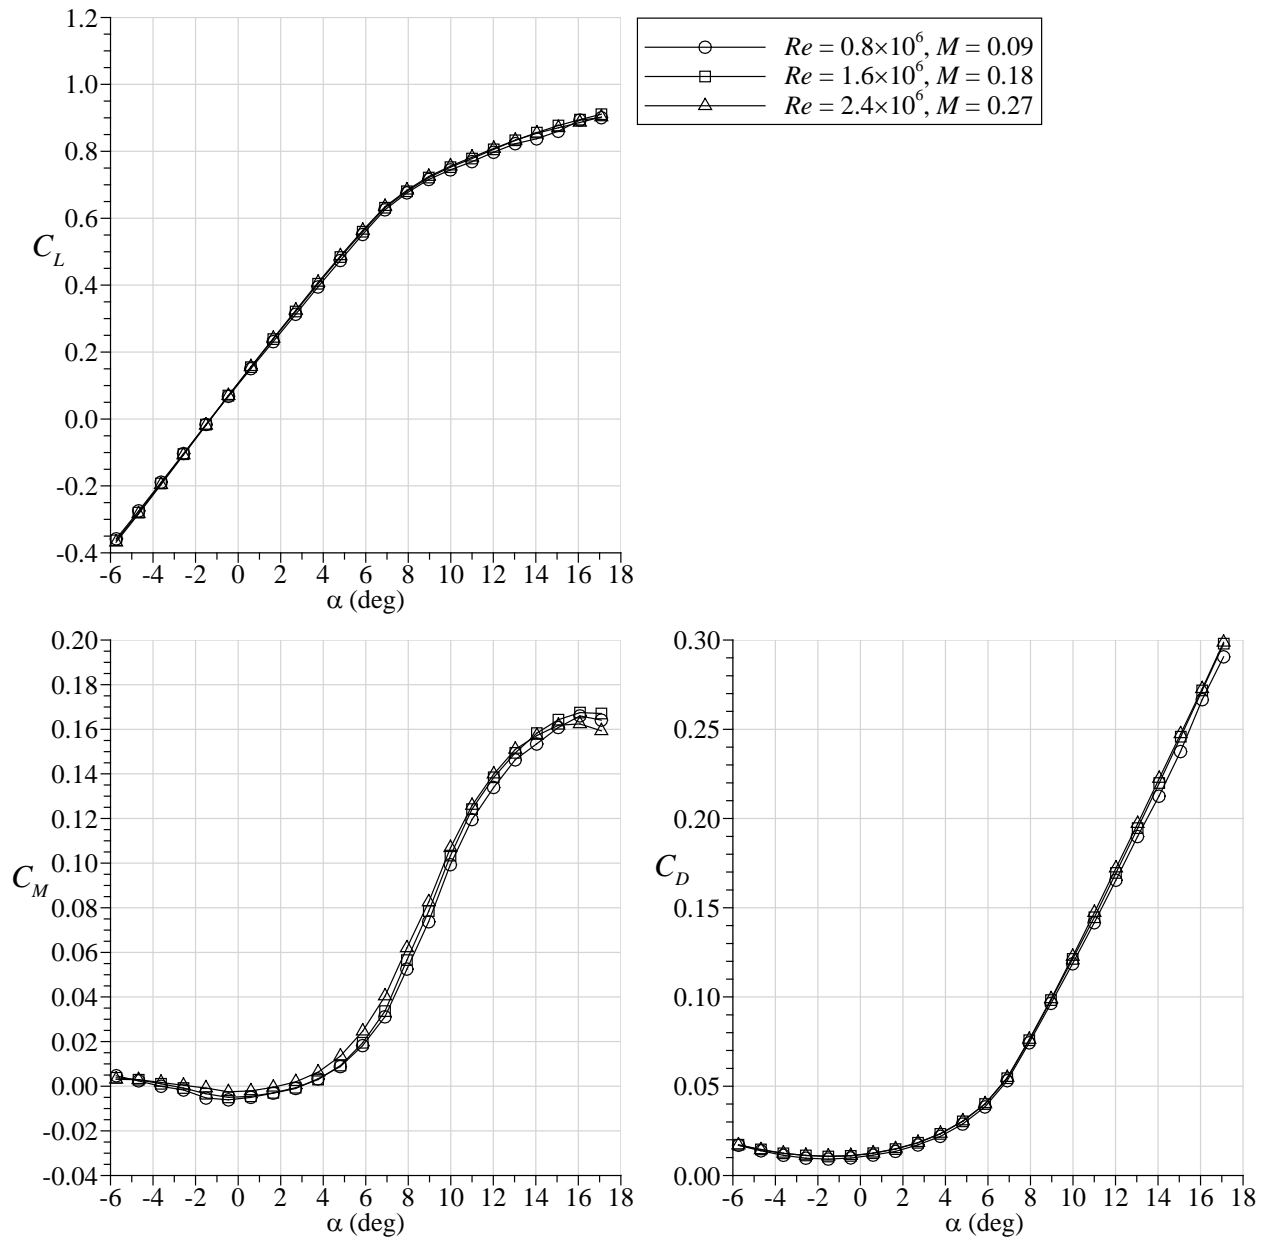 1.2
1.0
0.8
0.6
0.4
0.2
0.0
-0.2
-0.4
C_L
-6 -4 -2 0 2 4 6 8 10 12 14 16 18
α (deg)
Re = 0.8×10⁶, M = 0.09
Re = 1.6×10⁶, M = 0.18
Re = 2.4×10⁶, M = 0.27
0.20
0.18
0.16
0.14
0.12
0.10
0.08
0.06
0.04
0.02
0.00
-0.02
-0.04
C_M
-6 -4 -2 0 2 4 6 8 10 12 14 16 18
α (deg)
0.30
0.25
0.20
0.15
0.10
0.05
0.00
C_D
-6 -4 -2 0 2 4 6 8 10 12 14 16 18
α (deg)